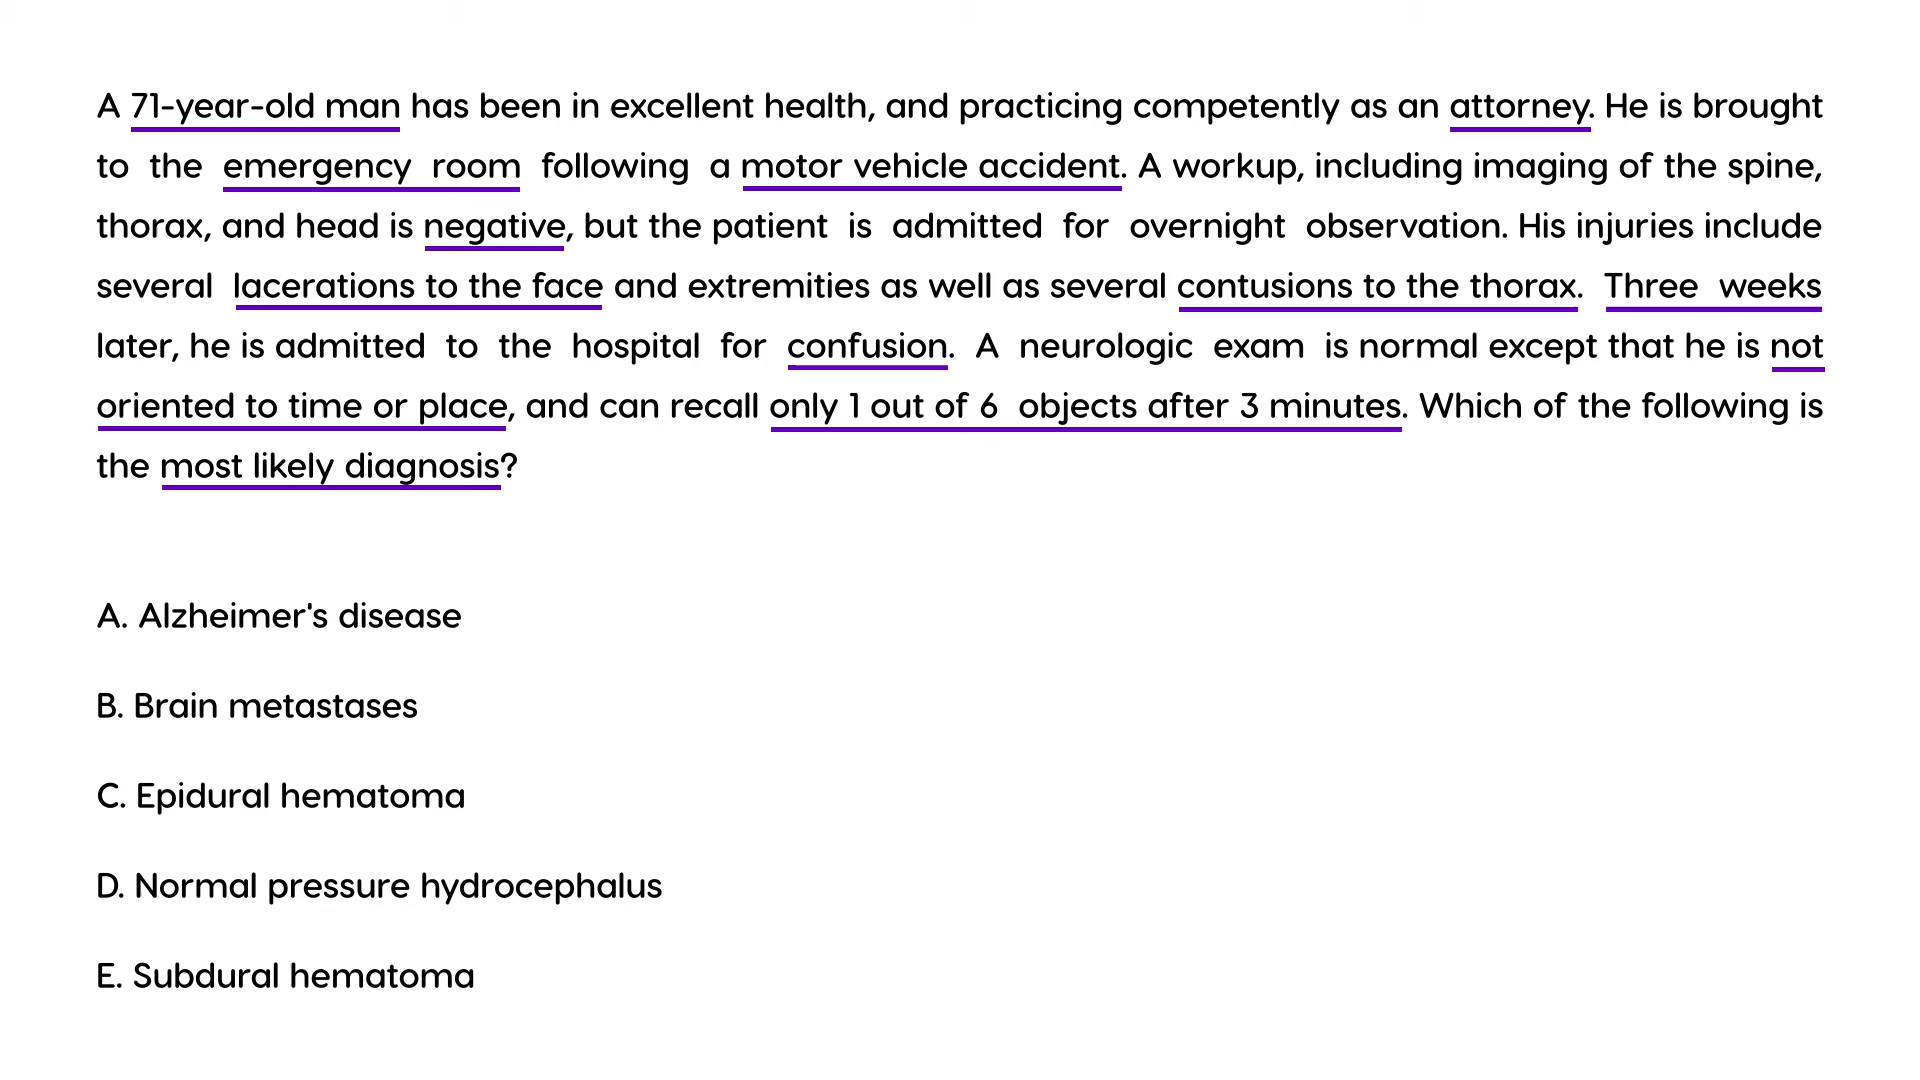 A 71-year-old man has been in excellent health, and practicing competently as an attorney. He is brought
to the emergency room following a motor vehicle accident. A workup, including imaging of the spine,
thorax, and head is negative, but the patient is admitted for overnight observation. His injuries include
several lacerations to the face and extremities as well as several contusions to the thorax. Three weeks
later, he is admitted to the hospital for confusion. A neurologic exam is normal except that he is not
oriented to time or place, and can recall only 1 out of 6 objects after 3 minutes. Which of the following is
the most likely diagnosis?
A. Alzheimer's disease
B. Brain metastases
C. Epidural hematoma
D. Normal pressure hydrocephalus
E. Subdural hematoma